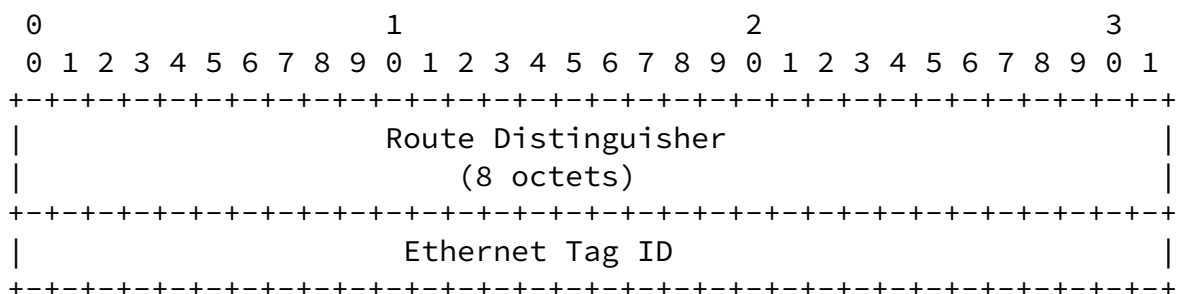 0                   1                   2                   3
 0 1 2 3 4 5 6 7 8 9 0 1 2 3 4 5 6 7 8 9 0 1 2 3 4 5 6 7 8 9 0 1
+-+-+-+-+-+-+-+-+-+-+-+-+-+-+-+-+-+-+-+-+-+-+-+-+-+-+-+-+-+-+-+-+
|                    Route Distinguisher                        |
|                        (8 octets)                             |
+-+-+-+-+-+-+-+-+-+-+-+-+-+-+-+-+-+-+-+-+-+-+-+-+-+-+-+-+-+-+-+-+
|                     Ethernet Tag ID                           |
+-+-+-+-+-+-+-+-+-+-+-+-+-+-+-+-+-+-+-+-+-+-+-+-+-+-+-+-+-+-+-+-+